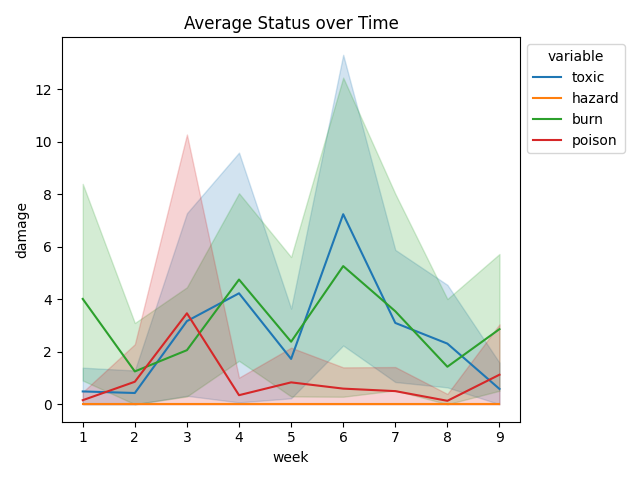 Average Status over Time
variable
toxic
hazard
burn
poison
damage
12
10
8
6
4
2
0
1 2 3 4 5 6 7 8 9
week